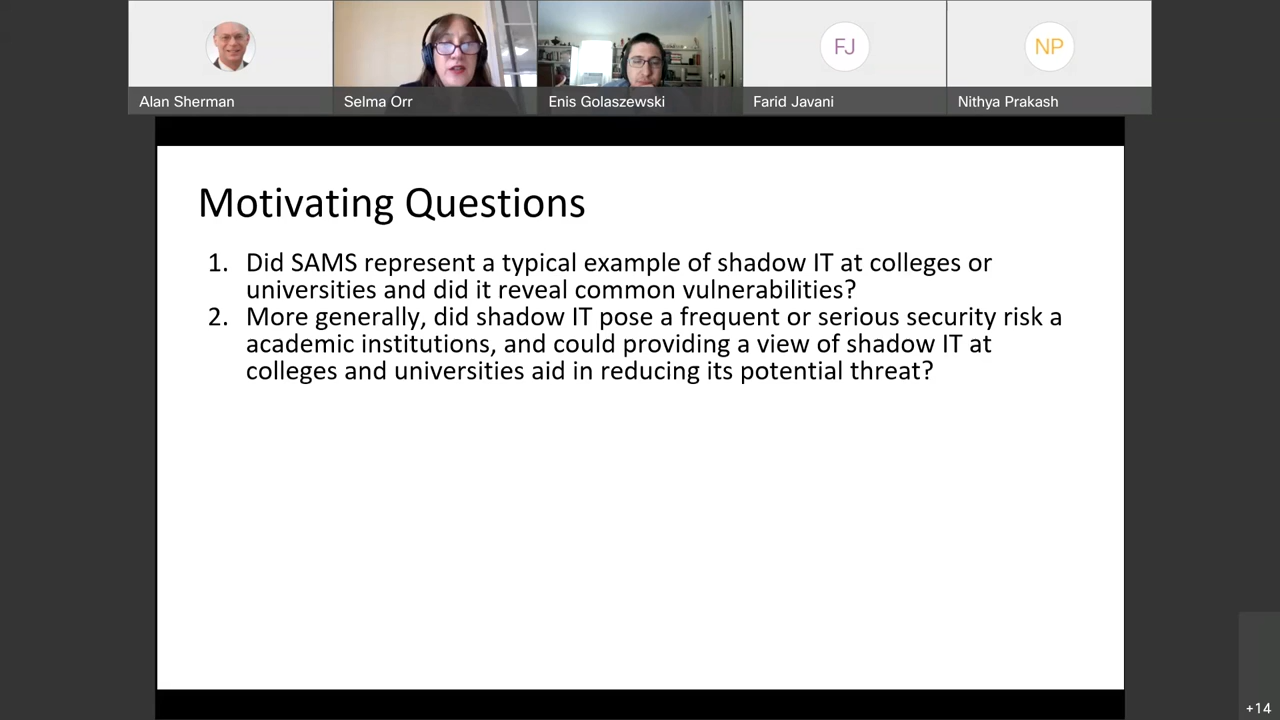 FJ
NP
Alan Sherman
Selma Orr
Enis Golaszewski
Farid Javani
Nithya Prakash
Motivating Questions
1. Did SAMS represent a typical example of shadow IT at colleges or
universities and did it reveal common vulnerabilities?
2. More generally, did shadow IT pose a frequent or serious security risk a
academic institutions, and could providing a view of shadow IT at
colleges and universities aid in reducing its potential threat?
+14